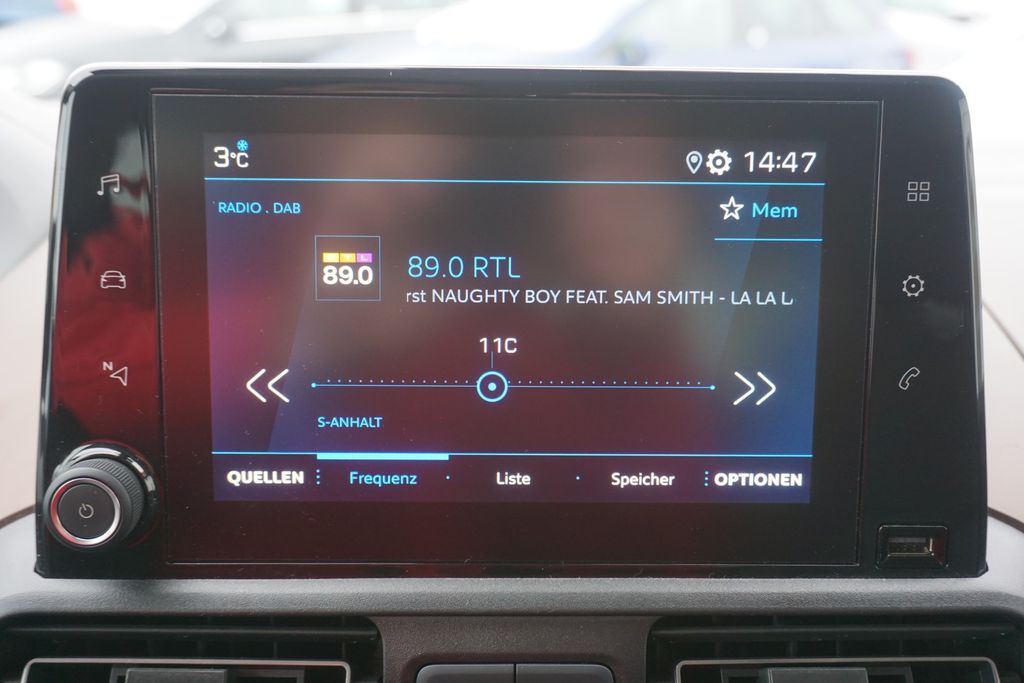 3°C 14:47
RADIO . DAB
Mem
RTL
89.0
89.0 RTL
rst NAUGHTY BOY FEAT. SAM SMITH - LA LA L
11C
S-ANHALT
QUELLEN Frequenz Liste Speicher OPTIONEN
N